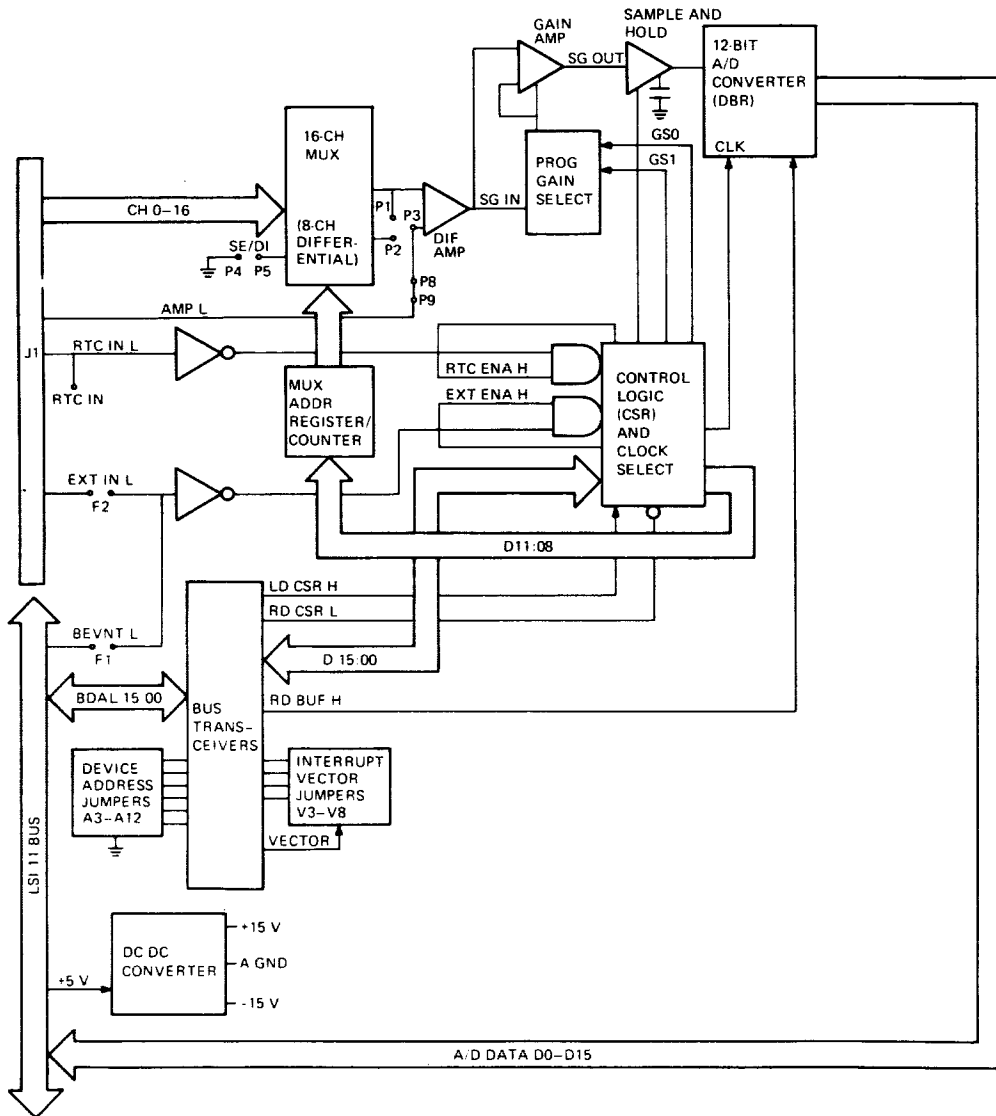 GAIN
AMP
SG OUT
SAMPLE AND
HOLD
12-BIT
A/D
CONVERTER
(DBR)
CLK
16-CH
MUX
(8-CH
DIFFER-
ENTIAL)
CH 0-16
SE/DI
P4 P5
P1
P3
P2
DIF
AMP
SG IN
PROG
GAIN
SELECT
GS0
GS1
P8
P9
AMP L
J1
RTC IN L
RTC IN
MUX
ADDR
REGISTER/
COUNTER
RTC ENA H
EXT ENA H
CONTROL
LOGIC
(CSR)
AND
CLOCK
SELECT
EXT IN L
F2
D11:08
LD CSR H
RD CSR L
BEVNT L
F1
D 15:00
BDAL 15 00
RD BUF H
BUS
TRANS-
CEIVERS
DEVICE
ADDRESS
JUMPERS
A3-A12
INTERRUPT
VECTOR
JUMPERS
V3-V8
VECTOR
LSI 11 BUS
+5 V
DC DC
CONVERTER
+15 V
A GND
-15 V
A/D DATA D0-D15